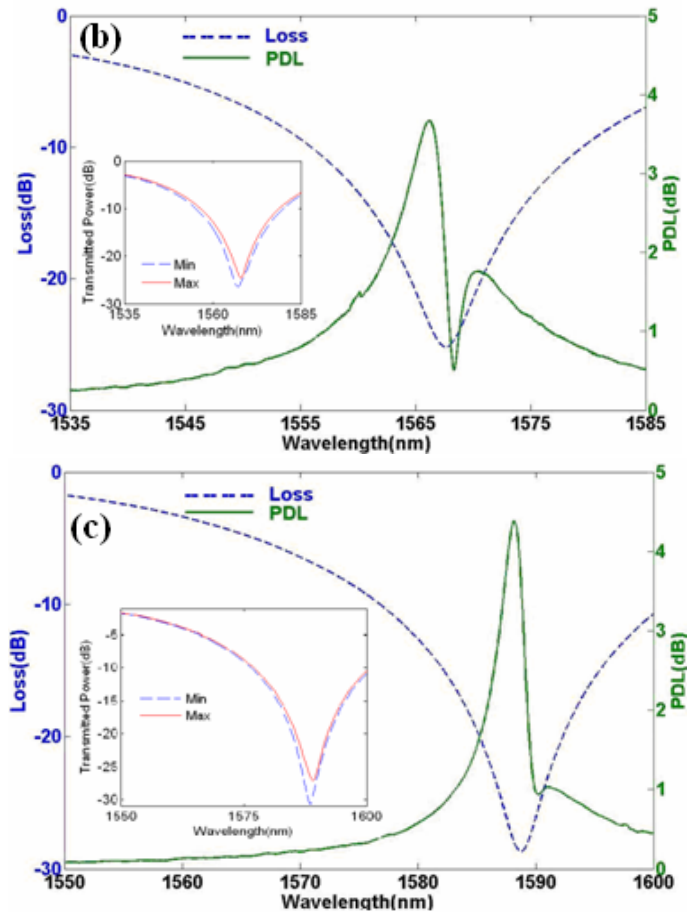 (b)
Loss
PDL
0
-10
-20
-30
Loss(dB)
5
4
3
2
1
0
PDL(dB)
1535
1545
1555
1565
1575
1585
Wavelength(nm)
0
-5
-10
-15
-20
-25
-30
Transmitted Power(dB)
Min
Max
1535
1560
1585
Wavelength(nm)
(c)
Loss
PDL
0
-10
-20
-30
Loss(dB)
5
4
3
2
1
0
PDL(dB)
1550
1560
1570
1580
1590
1600
Wavelength(nm)
-5
-10
-15
-20
-25
-30
Transmitted Power(dB)
Min
Max
1550
1575
1600
Wavelength(nm)